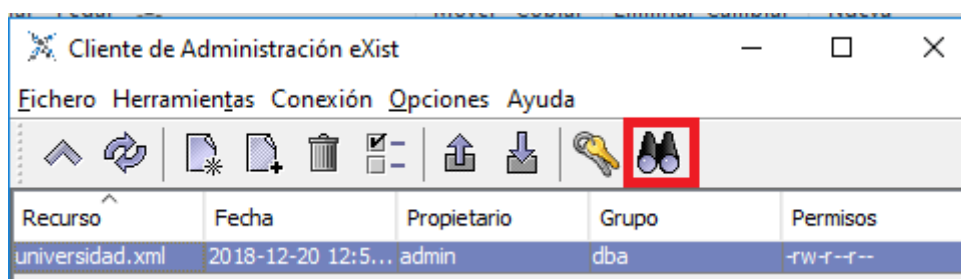 Cliente de Administración eXist
Fichero Herramientas Conexión Opciones Ayuda
Recurso Fecha Propietario Grupo Permisos
universidad.xml 2018-12-20 12:5... admin dba -rw-r--r--